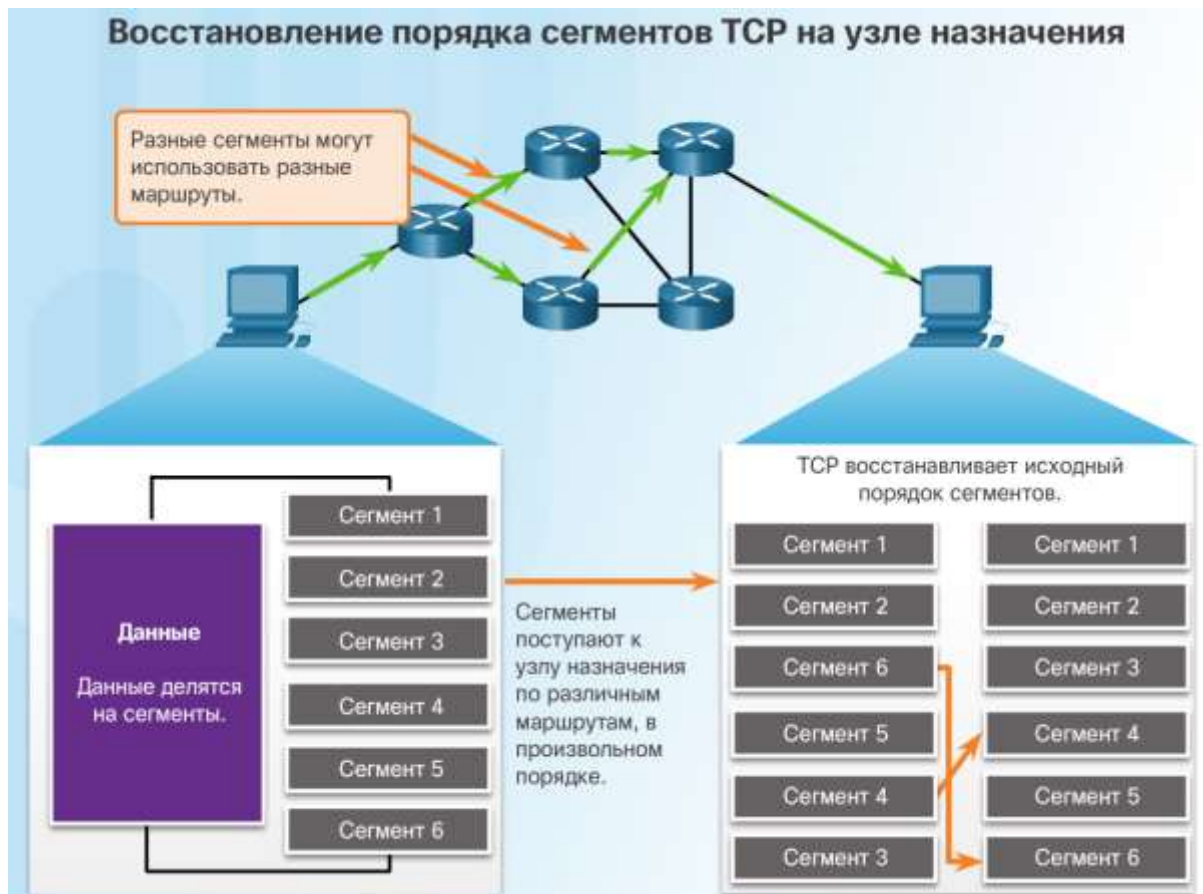 Восстановление порядка сегментов TCP на узле назначения
Разные сегменты могут
использовать разные
маршруты.
Данные
Данные делятся
на сегменты.
Сегмент 1
Сегмент 2
Сегмент 3
Сегмент 4
Сегмент 5
Сегмент 6
Сегменты
поступают к
узлу назначения
по различным
маршрутам, в
произвольном
порядке.
TCP восстанавливает исходный
порядок сегментов.
Сегмент 1
Сегмент 2
Сегмент 6
Сегмент 5
Сегмент 4
Сегмент 3
Сегмент 1
Сегмент 2
Сегмент 3
Сегмент 4
Сегмент 5
Сегмент 6